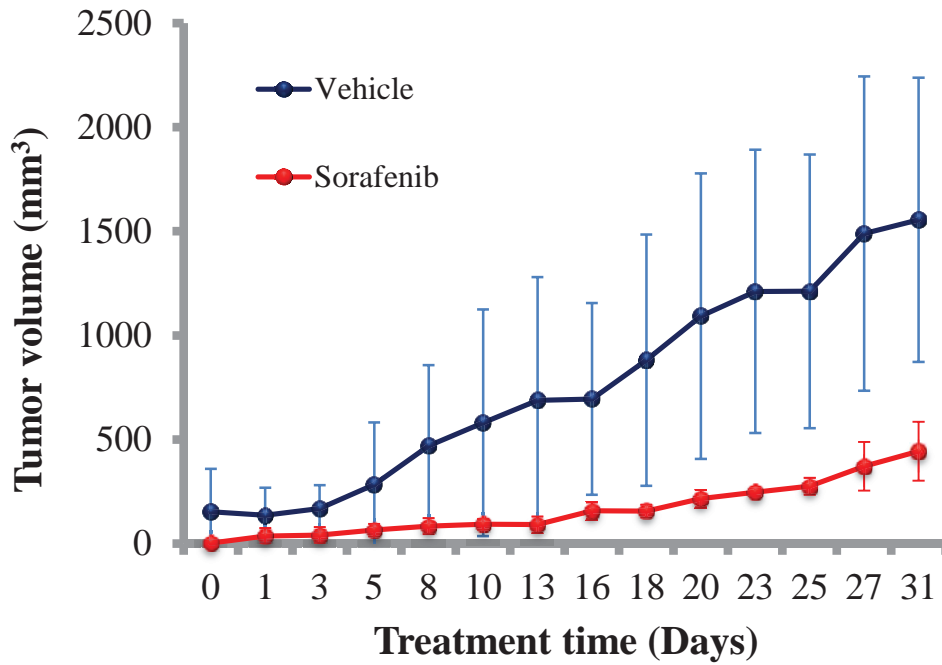 2500
2000
1500
1000
500
0
Tumor volume (mm³)
Vehicle
Sorafenib
0 1 3 5 8 10 13 16 18 20 23 25 27 31
Treatment time (Days)